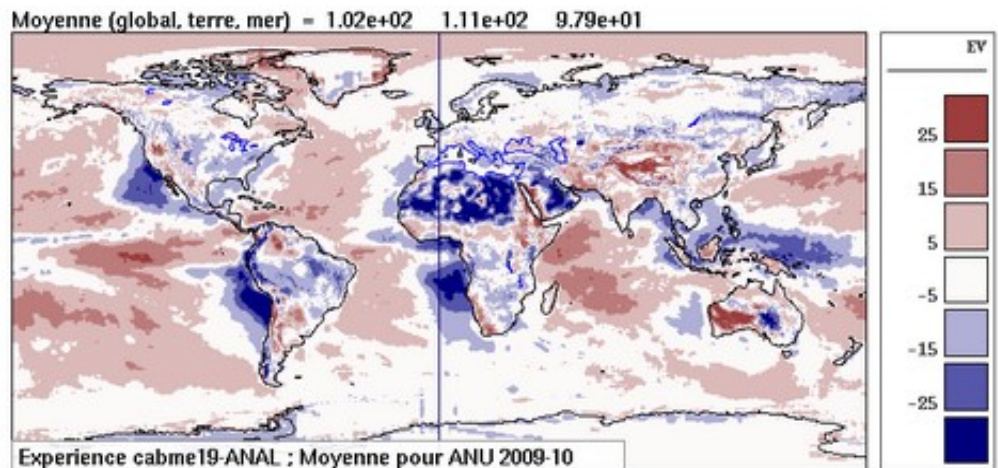 Moyenne (global, terre, mer) = 1.02e+02 1.11e+02 9.79e+01
EV
25
15
5
-5
-15
-25
Experience cabme19-ANAL ; Moyenne pour ANU 2009-10